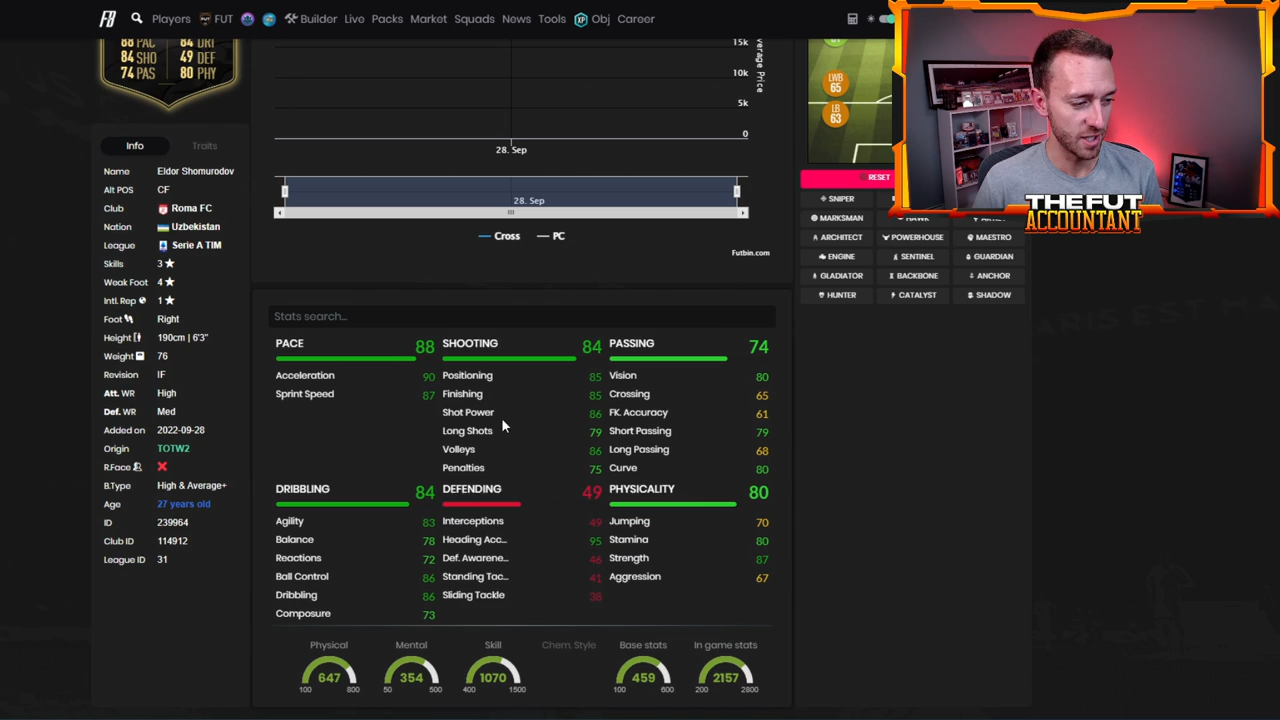 FB Players FUT Builder Live Packs Market Squads News Tools XP Obj Career
88 PAC 84 DRI
84 SHO 49 DEF
74 PAS 80 PHY
15k
10k
5k
0
Average Price
28. Sep
28. Sep
Cross PC
Futbin.com
LWB
65
LB
63
RESET
SNIPER
MARKSMAN HAWK
ARCHITECT POWERHOUSE MAESTRO
ENGINE SENTINEL GUARDIAN
GLADIATOR BACKBONE ANCHOR
HUNTER CATALYST SHADOW
THE FUT
ACCOUNTANT
Info Traits
Name Eldor Shomurodov
Alt POS CF
Club Roma FC
Nation Uzbekistan
League Serie A TIM
Skills 3 ★
Weak Foot 4 ★
Intl.Rep 1 ★
Foot Right
Height 190cm | 6'3"
Weight 76
Revision IF
Att. WR High
Def. WR Med
Added on 2022-09-28
Origin TOTW2
R.Face
B.Type High & Average+
Age 27 years old
ID 239964
Club ID 114912
League ID 31
Stats search...
PACE 88
Acceleration 90
Sprint Speed 87
SHOOTING 84
Positioning 85
Finishing 85
Shot Power 86
Long Shots 79
Volleys 86
Penalties 75
PASSING 74
Vision 80
Crossing 65
FK. Accuracy 61
Short Passing 79
Long Passing 68
Curve 80
DRIBBLING 84
Agility 83
Balance 78
Reactions 72
Ball Control 86
Dribbling 86
Composure 73
DEFENDING 49
Interceptions 49
Heading Acc... 95
Def. Awarene... 46
Standing Tac... 41
Sliding Tackle 38
PHYSICALITY 80
Jumping 70
Stamina 80
Strength 87
Aggression 67
Physical Mental Skill Chem. Style Base stats In game stats
647 354 1070 459 2157
100 800 50 500 400 1500 100 600 200 2800